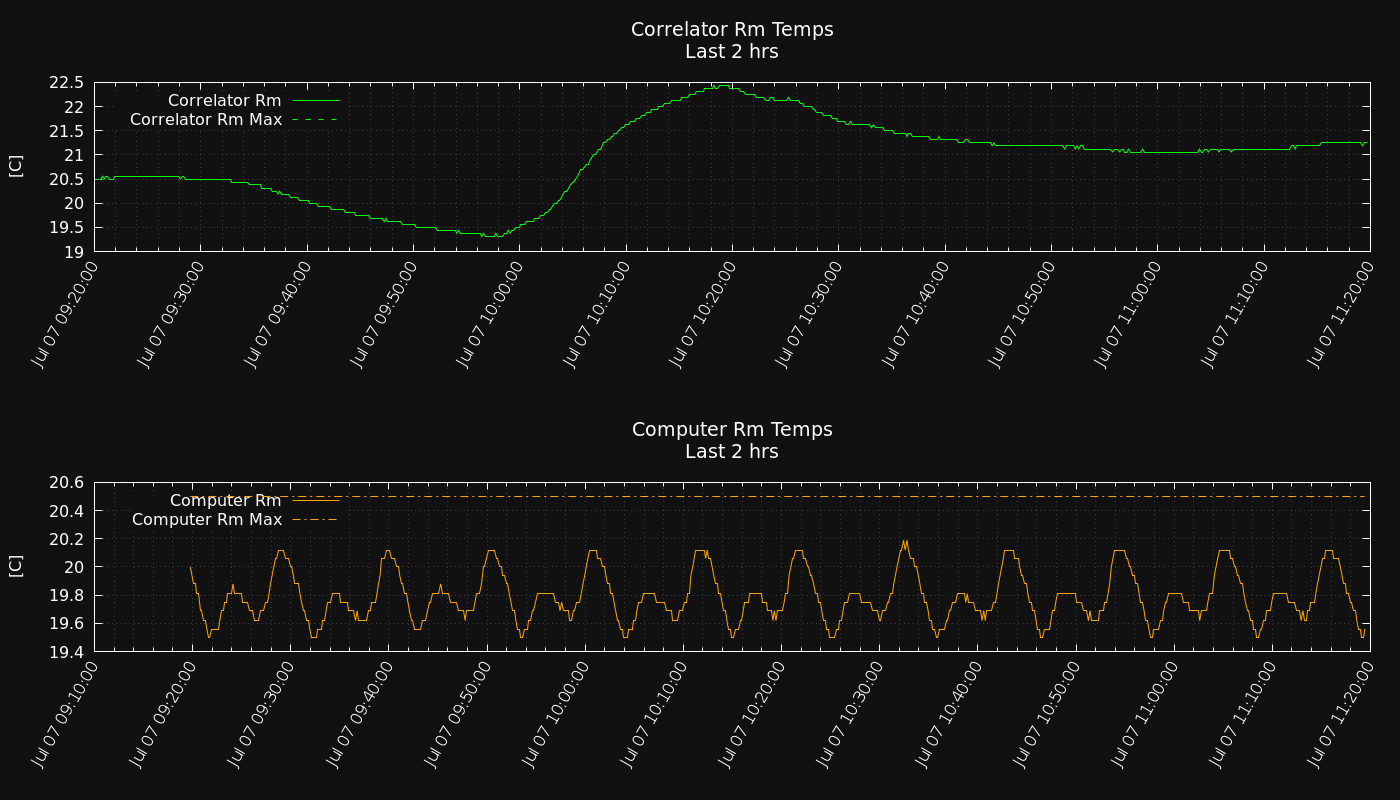 Correlator Rm Temps
Last 2 hrs
22.5
22
21.5
21
20.5
20
19.5
19
[C]
Correlator Rm
Correlator Rm Max
Jul 07 09:20:00
Jul 07 09:30:00
Jul 07 09:40:00
Jul 07 09:50:00
Jul 07 10:00:00
Jul 07 10:10:00
Jul 07 10:20:00
Jul 07 10:30:00
Jul 07 10:40:00
Jul 07 10:50:00
Jul 07 11:00:00
Jul 07 11:10:00
Jul 07 11:20:00
Computer Rm Temps
Last 2 hrs
20.6
20.4
20.2
20
19.8
19.6
19.4
[C]
Computer Rm
Computer Rm Max
Jul 07 09:10:00
Jul 07 09:20:00
Jul 07 09:30:00
Jul 07 09:40:00
Jul 07 09:50:00
Jul 07 10:00:00
Jul 07 10:10:00
Jul 07 10:20:00
Jul 07 10:30:00
Jul 07 10:40:00
Jul 07 10:50:00
Jul 07 11:00:00
Jul 07 11:10:00
Jul 07 11:20:00